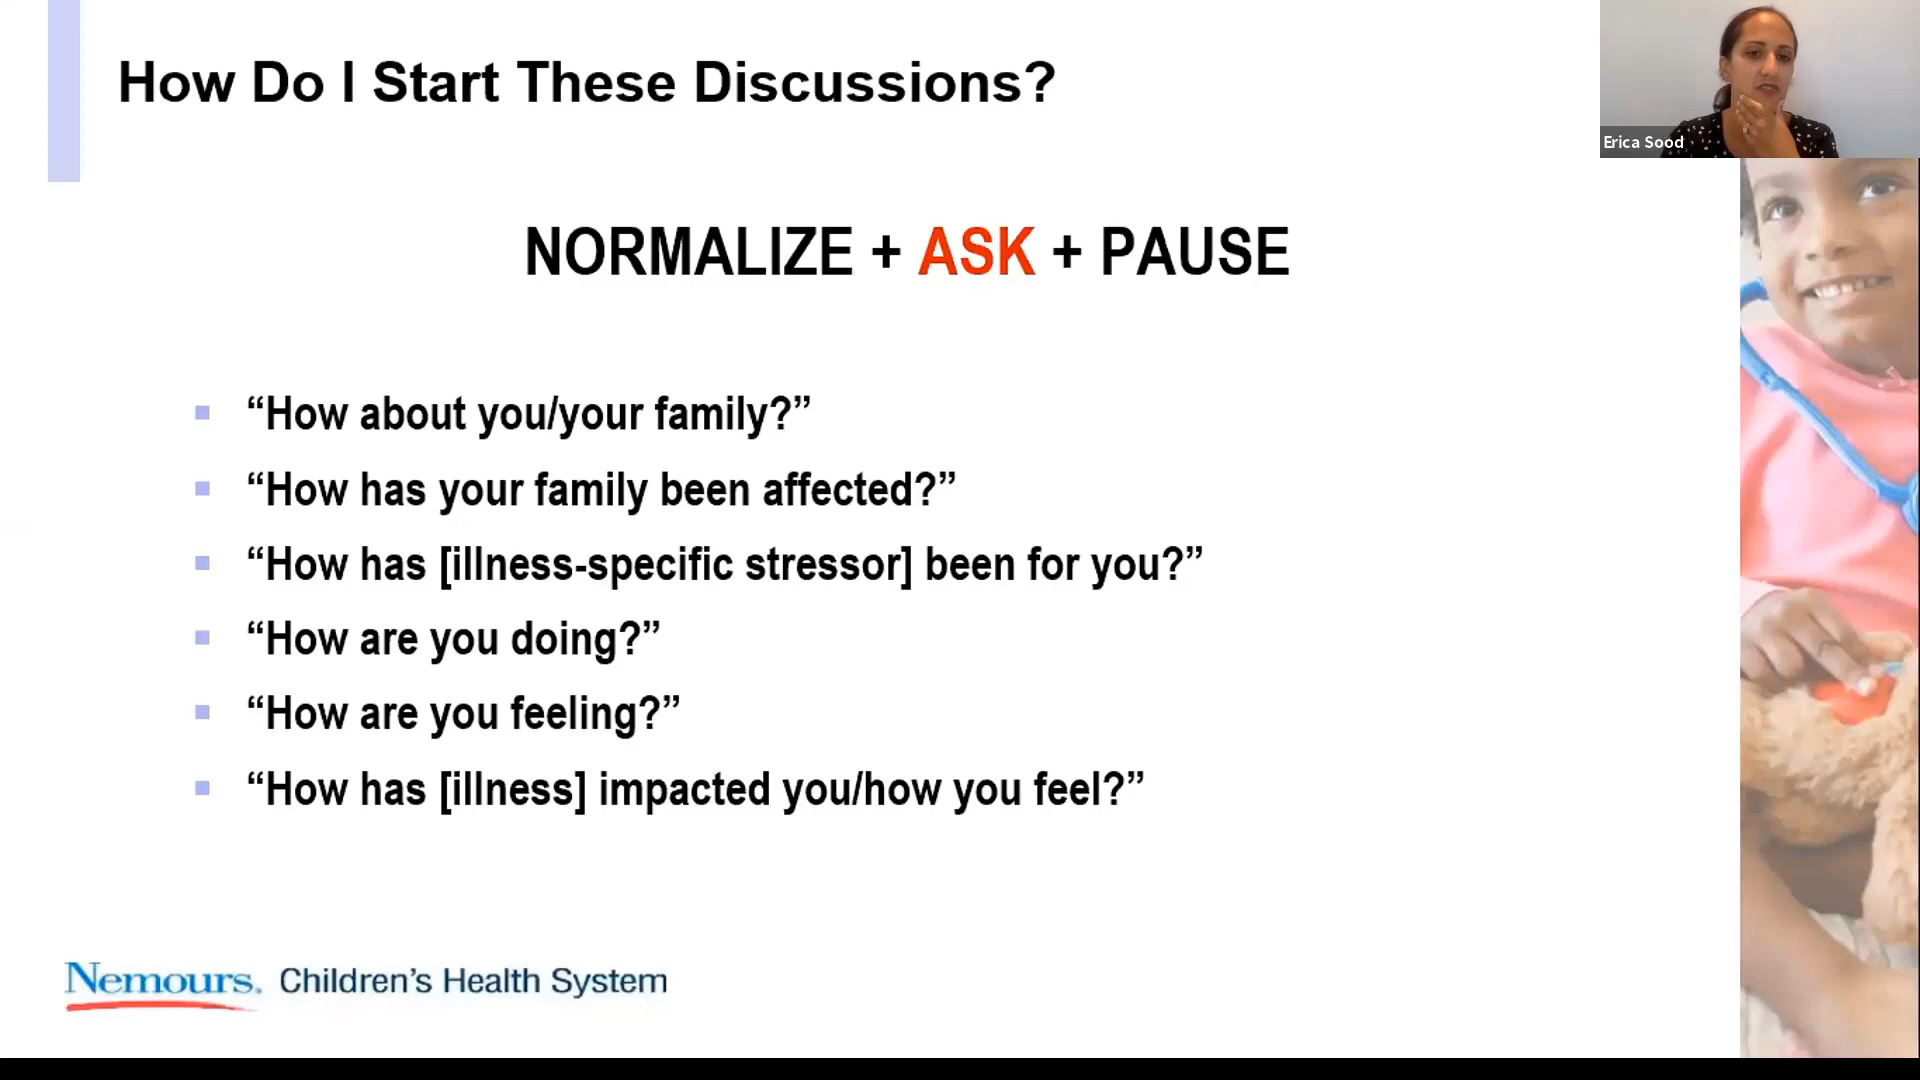 How Do I Start These Discussions?
Erica Sood
NORMALIZE + ASK + PAUSE
“How about you/your family?”
“How has your family been affected?”
“How has [illness-specific stressor] been for you?”
“How are you doing?”
“How are you feeling?”
“How has [illness] impacted you/how you feel?”
Nemours. Children’s Health System